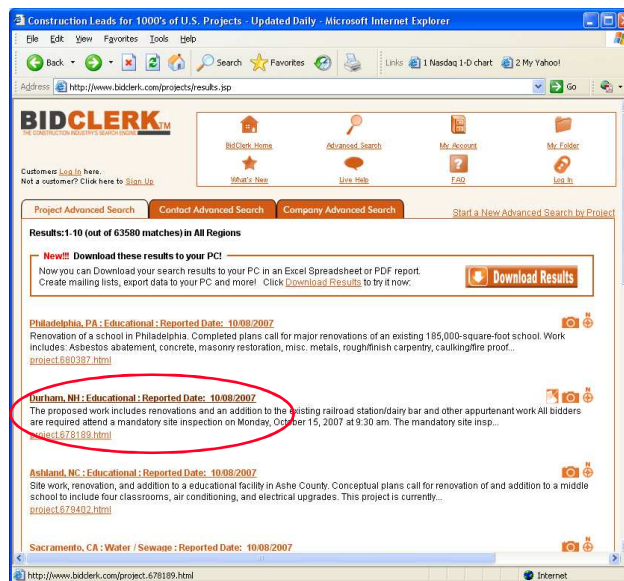 Construction Leads for 1000's of U.S. Projects - Updated Daily - Microsoft Internet Explorer
File Edit View Favorites Tools Help
Back Search Favorites Links 1 Nasdaq 1-D chart 2 My Yahoo!
Address http://www.bidclerk.com/projects/results.jsp Go
BIDCLERK TM
THE CONSTRUCTION INDUSTRY'S SEARCH ENGINE
BidClerk Home Advanced Search My Account My Folder
Customers Log In here.
Not a customer? Click here to Sign Up
What's New Live Help FAQ Log In
Project Advanced Search Contact Advanced Search Company Advanced Search Start a New Advanced Search by Project
Results:1-10 (out of 63580 matches) in All Regions
New!!! Download these results to your PC!
Now you can Download your search results to your PC in an Excel Spreadsheet or PDF report.
Create mailing lists, export data to your PC and more! Click Download Results to try it now:
Download Results
Philadelphia, PA : Educational : Reported Date: 10/08/2007
Renovation of a school in Philadelphia. Completed plans call for major renovations of an existing 185,000-square-foot school. Work
includes: Asbestos abatement, concrete, masonry restoration, misc. metals, rough/finish carpentry, caulking/fire proof...
project.680387.html
Durham, NH : Educational : Reported Date: 10/08/2007
The proposed work includes renovations and an addition to the existing railroad station/dairy bar and other appurtenant work All bidders
are required attend a mandatory site inspection on Monday, October 15, 2007 at 9:30 am. The mandatory site insp...
project.678189.html
Ashland, NC : Educational : Reported Date: 10/08/2007
Site work, renovation, and addition to a educational facility in Ashe County. Conceptual plans call for renovation of and addition to a middle
school to include four classrooms, air conditioning, and electrical upgrades. This project is currently...
project.679402.html
Sacramento, CA : Water / Sewage : Reported Date: 10/08/2007
http://www.bidclerk.com/project.678189.html Internet